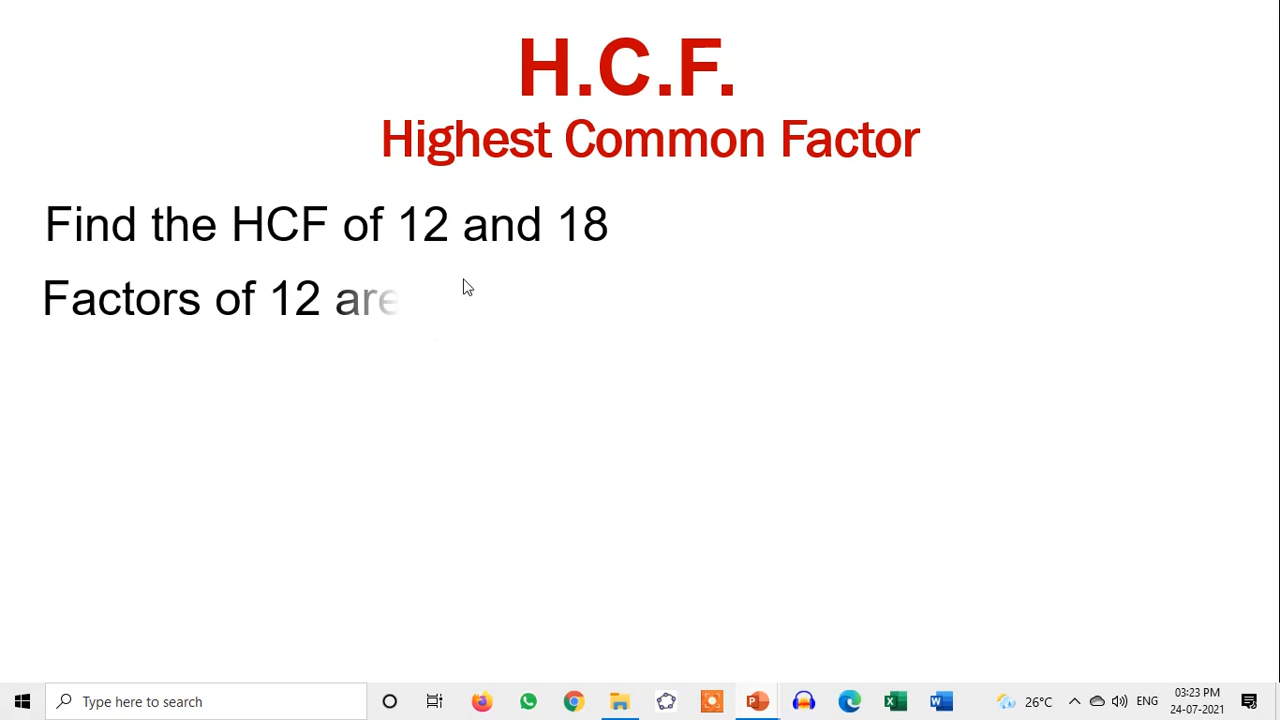 H.C.F.
Highest Common Factor
Find the HCF of 12 and 18
Factors of 12 are
Type here to search
26°C
ENG
03:23 PM
24-07-2021